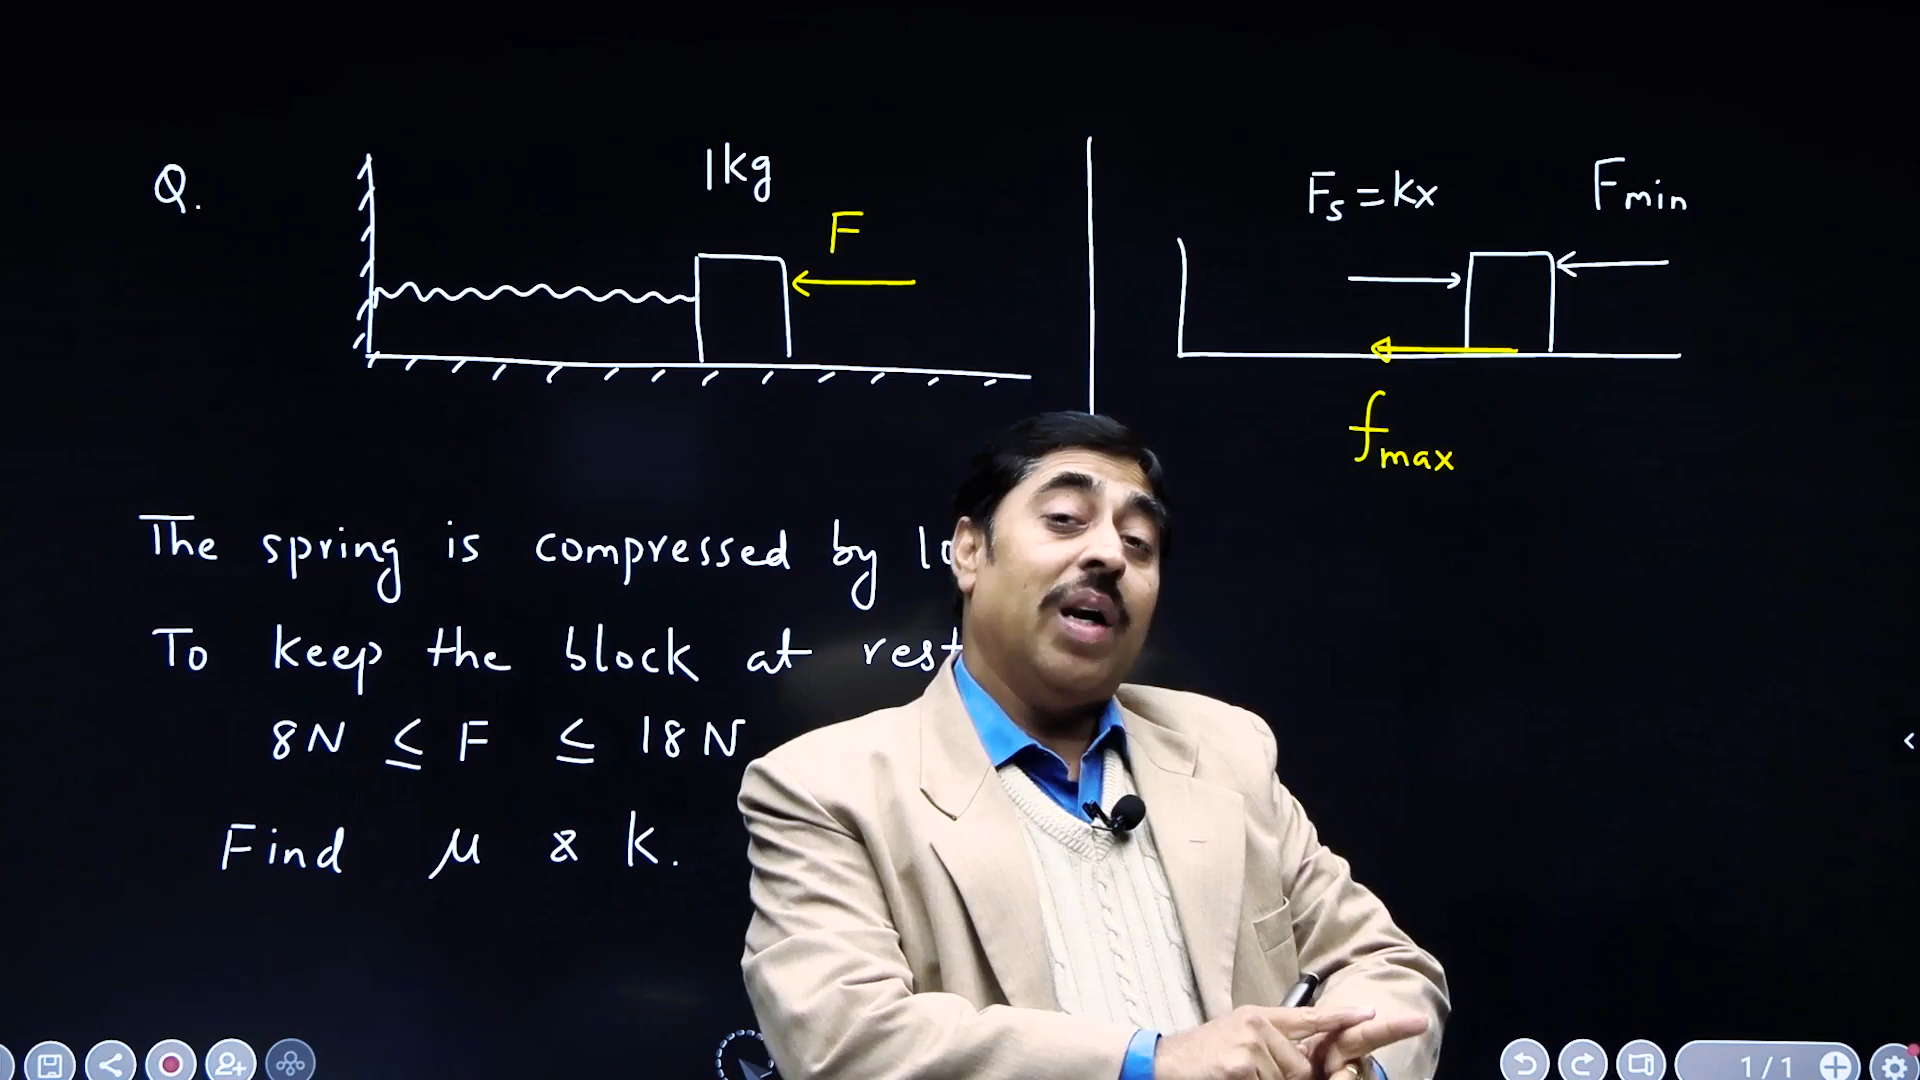 Q.
1kg
F
The spring is compressed by
To keep the block at rest
8N ≤ F ≤ 18N
Find μ & k.
Fs = kx
Fmin
fmax
1/1